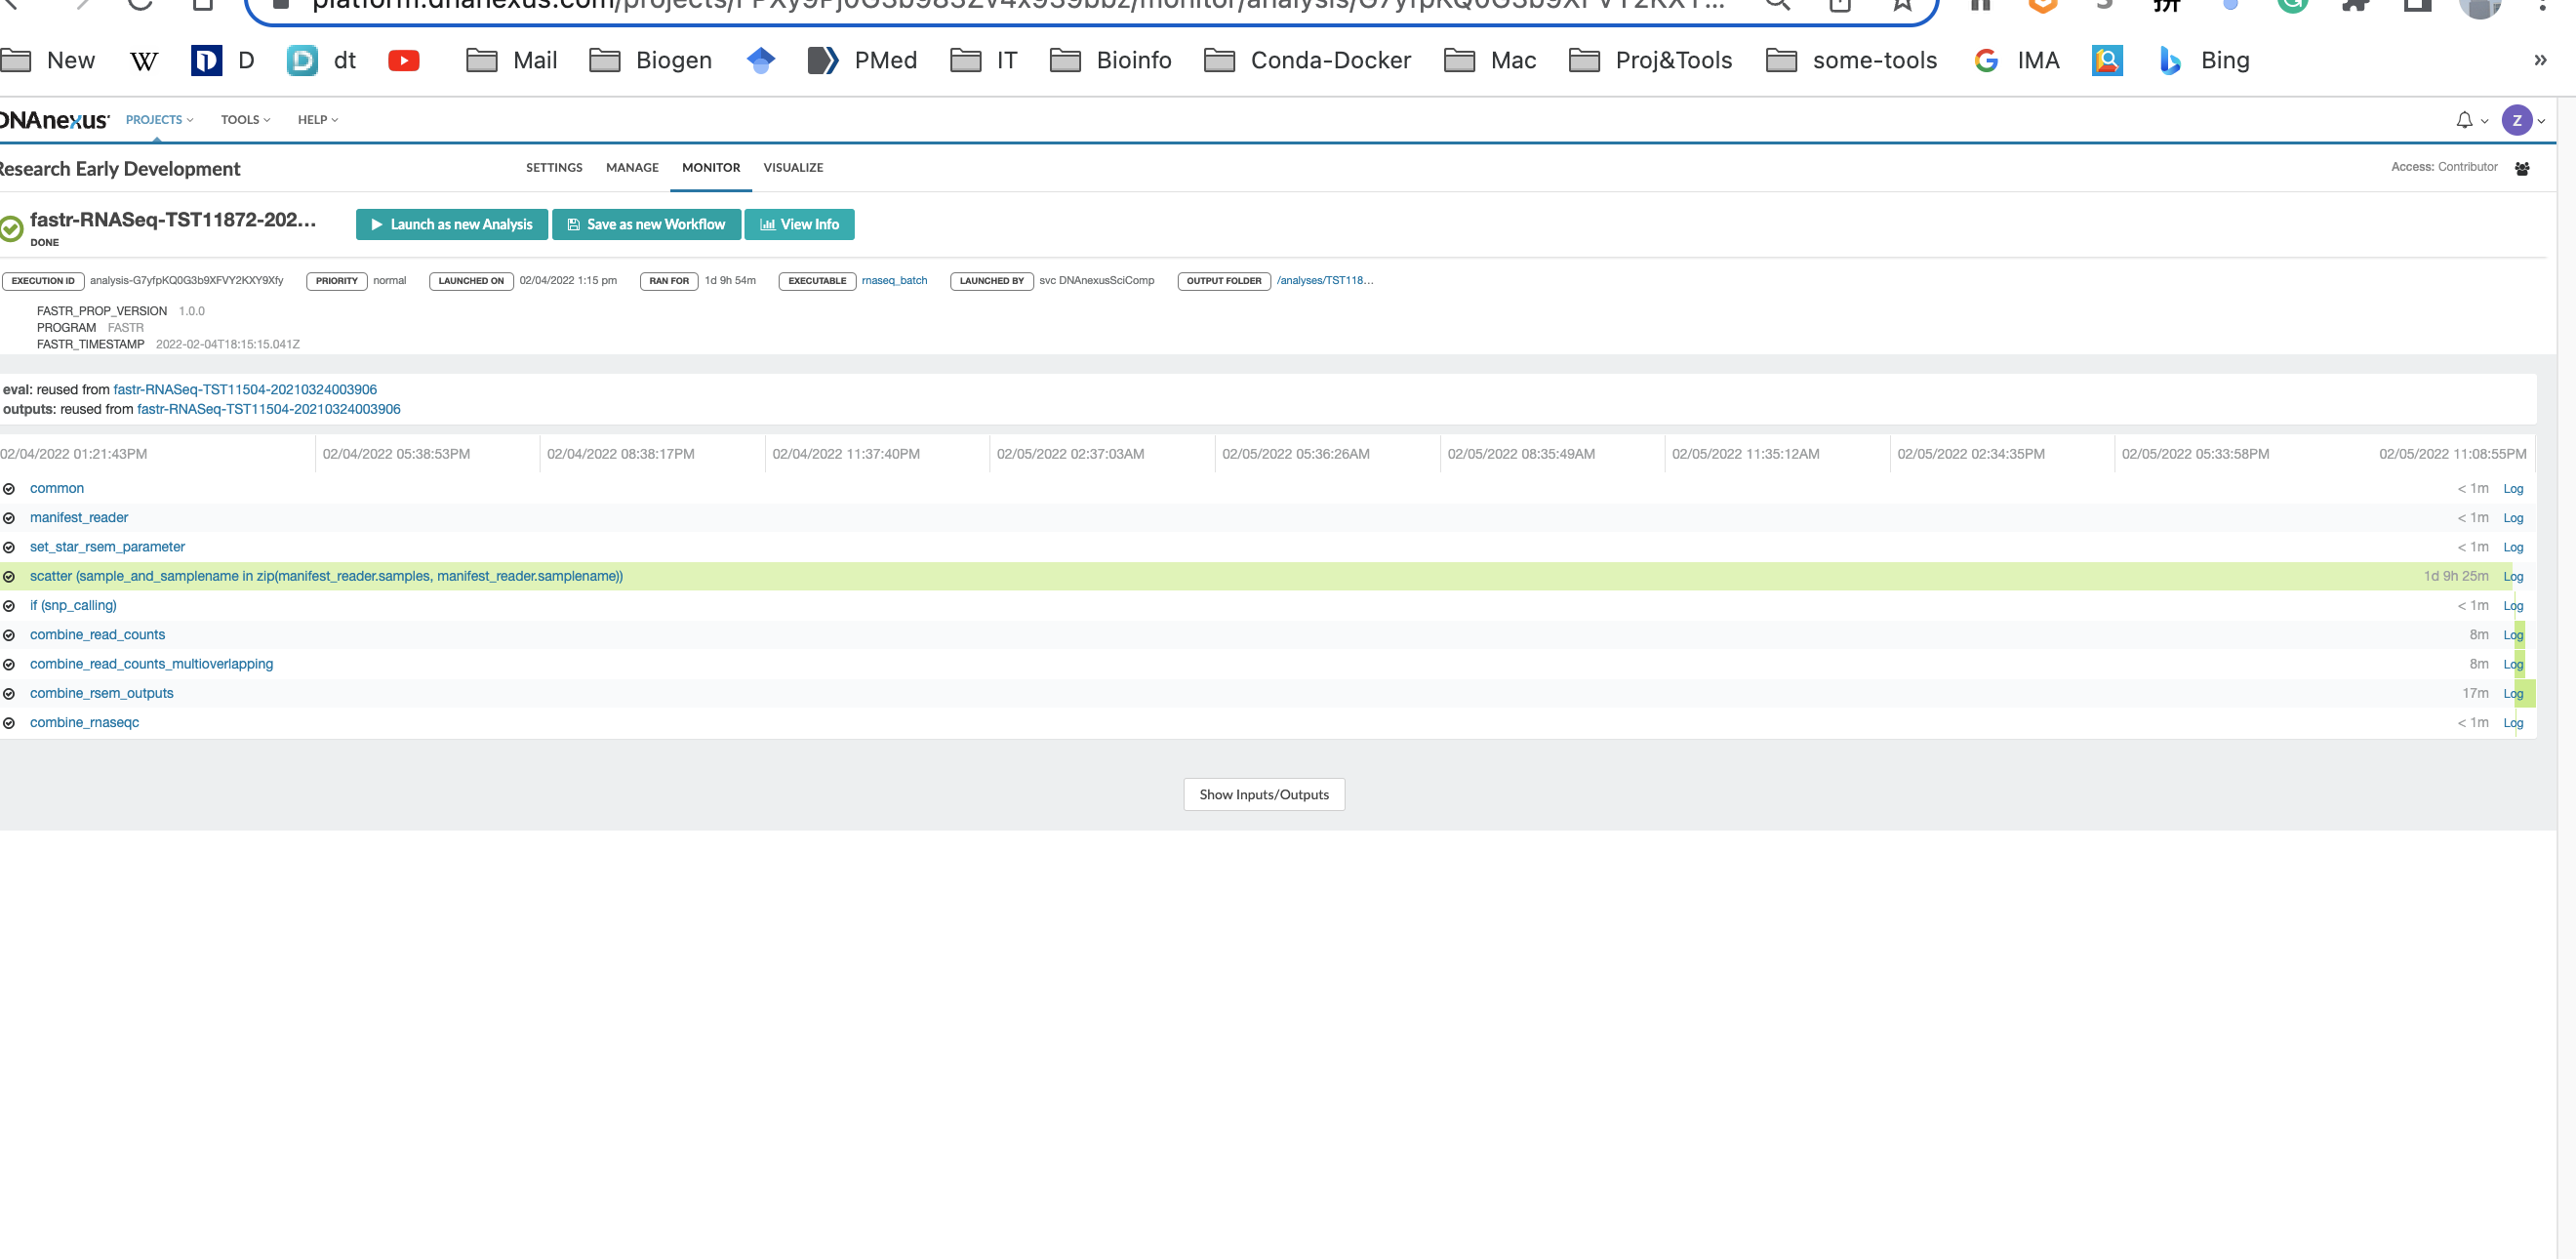 platform.dnanexus.com/projects/
New W D dt Mail Biogen PMed IT Bioinfo Conda-Docker Mac Proj&Tools some-tools IMA Bing »
DNAnexus PROJECTS TOOLS HELP Z
Research Early Development SETTINGS MANAGE MONITOR VISUALIZE Access: Contributor
fastr-RNASeq-TST11872-202... Launch as new Analysis Save as new Workflow View Info
DONE
EXECUTION ID analysis-G7yfpKQ0G3b9XFVY2KXY9Xfy PRIORITY normal LAUNCHED ON 02/04/2022 1:15 pm RAN FOR 1d 9h 54m EXECUTABLE rnaseq_batch LAUNCHED BY svc DNAnexusSciComp OUTPUT FOLDER /analyses/TST118...
FASTR_PROP_VERSION 1.0.0
PROGRAM FASTR
FASTR_TIMESTAMP 2022-02-04T18:15:15.041Z
eval: reused from fastr-RNASeq-TST11504-20210324003906
outputs: reused from fastr-RNASeq-TST11504-20210324003906
02/04/2022 01:21:43PM 02/04/2022 05:38:53PM 02/04/2022 08:38:17PM 02/04/2022 11:37:40PM 02/05/2022 02:37:03AM 02/05/2022 05:36:26AM 02/05/2022 08:35:49AM 02/05/2022 11:35:12AM 02/05/2022 02:34:35PM 02/05/2022 05:33:58PM 02/05/2022 11:08:55PM
common < 1m Log
manifest_reader < 1m Log
set_star_rsem_parameter < 1m Log
scatter (sample_and_samplename in zip(manifest_reader.samples, manifest_reader.samplename)) 1d 9h 25m Log
if (snp_calling) < 1m Log
combine_read_counts 8m Log
combine_read_counts_multioverlapping 8m Log
combine_rsem_outputs 17m Log
combine_rnaseqc < 1m Log
Show Inputs/Outputs